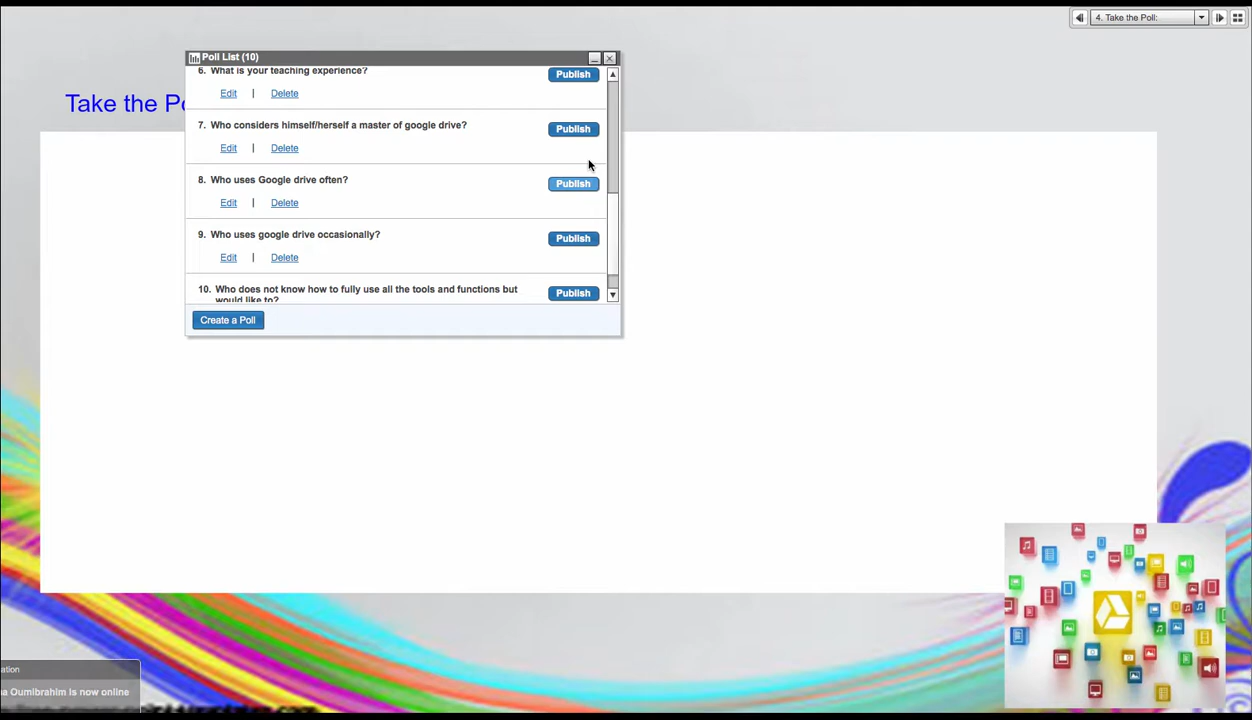 4. Take the Poll:
Poll List (10)
Take the Po
6. What is your teaching experience?
Publish
Edit | Delete
7. Who considers himself/herself a master of google drive?
Publish
Edit | Delete
8. Who uses Google drive often?
Publish
Edit | Delete
9. Who uses google drive occasionally?
Publish
Edit | Delete
10. Who does not know how to fully use all the tools and functions but
would like to?
Publish
Create a Poll
ation
na Oumibrahim is now online